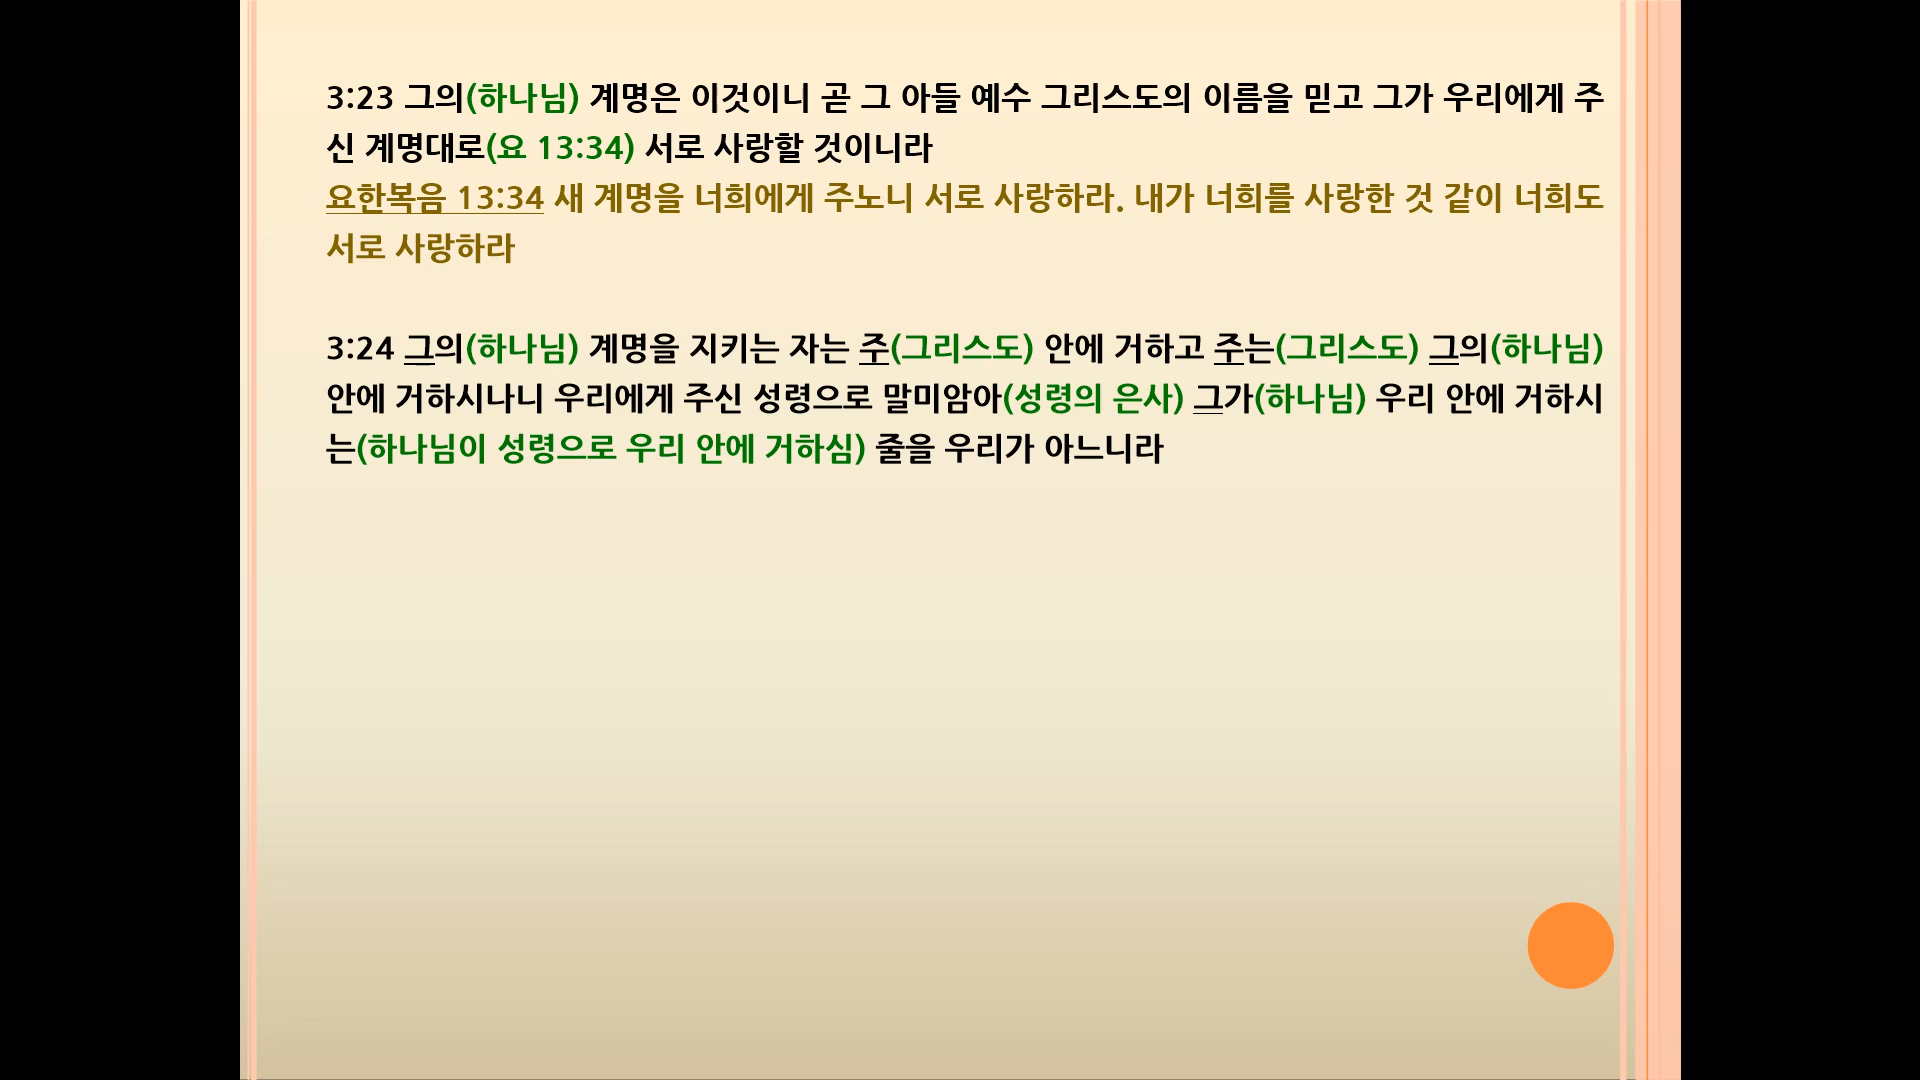 3:23 그의(하나님) 계명은 이것이니 곧 그 아들 예수 그리스도의 이름을 믿고 그가 우리에게 주
신 계명대로(요 13:34) 서로 사랑할 것이니라
요한복음 13:34 새 계명을 너희에게 주노니 서로 사랑하라. 내가 너희를 사랑한 것 같이 너희도
서로 사랑하라
3:24 그의(하나님) 계명을 지키는 자는 주(그리스도) 안에 거하고 주는(그리스도) 그의(하나님)
안에 거하시나니 우리에게 주신 성령으로 말미암아(성령의 은사) 그가(하나님) 우리 안에 거하시
는(하나님이 성령으로 우리 안에 거하심) 줄을 우리가 아느니라